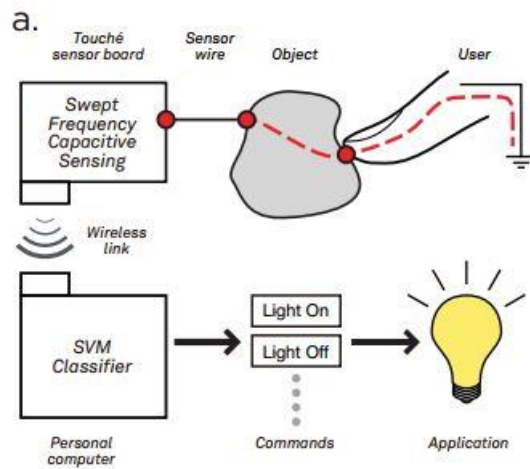 a.
Touché
sensor board
Sensor
wire
Object
User
Swept
Frequency
Capacitive
Sensing
Wireless
link
SVM
Classifier
Light On
Light Off
Personal
computer
Commands
Application